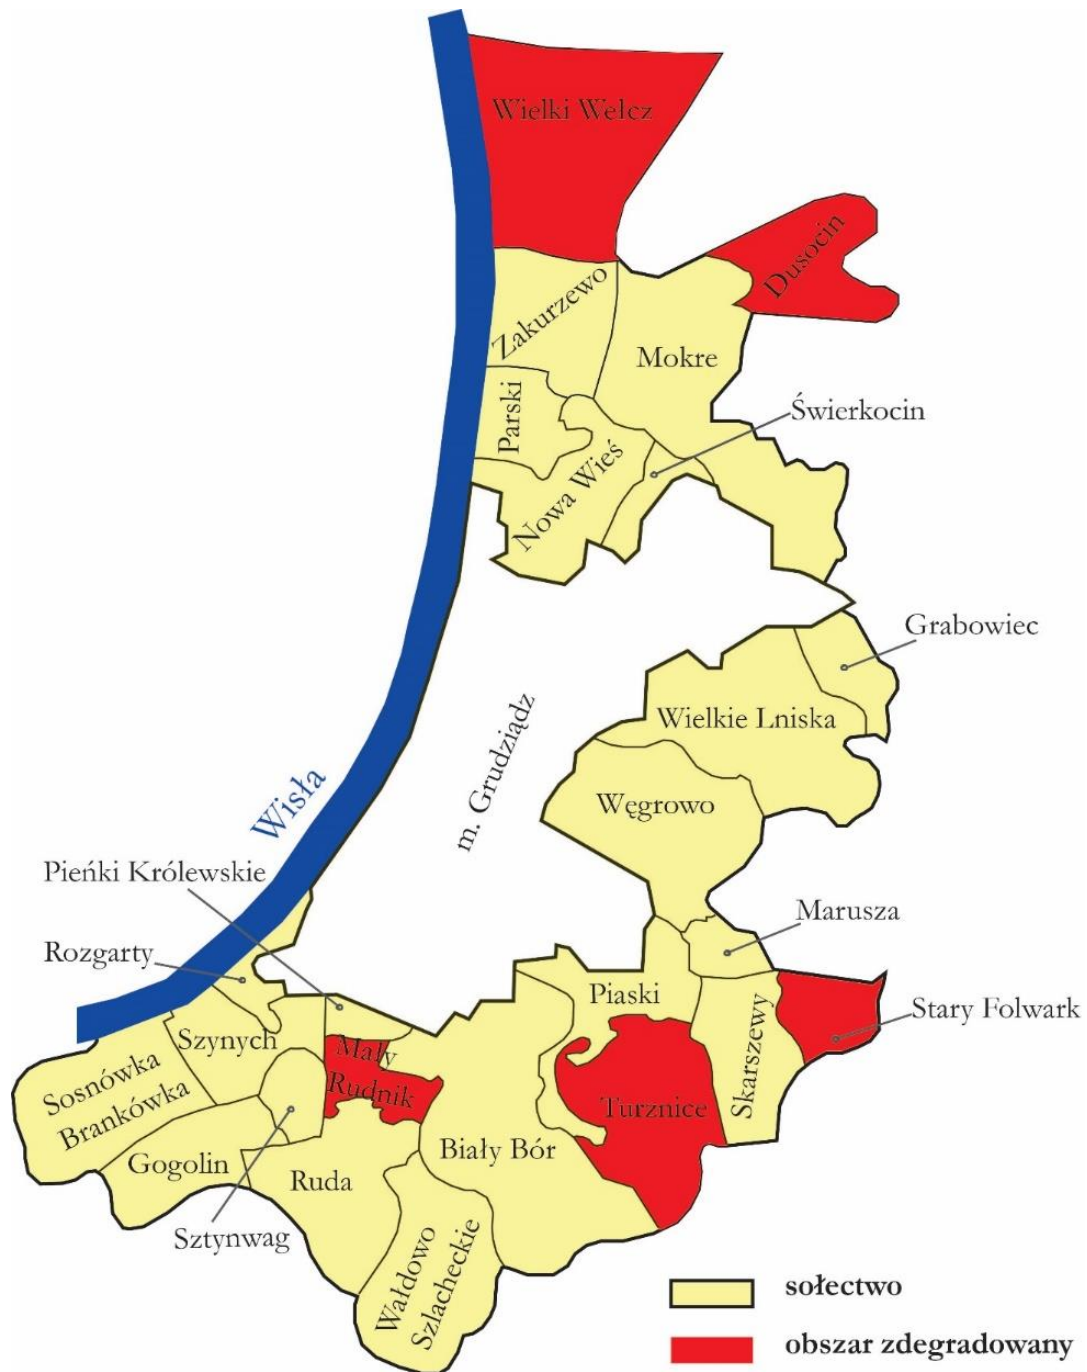 Wielki Wełcz
Dusocin
Zakurzewo
Mokre
Parski
Świerkocin
Nowa Wieś
Grabowiec
Wielkie Lniska
m. Grudziądz
Węgrowo
Wisła
Pieńki Królewskie
Marusza
Rozgarty
Piaski
Stary Folwark
Szynych
Mały
Rudnik
Skarszewy
Sosnówka
Brankówka
Turznice
Biały Bór
Gogolin
Ruda
Sztynwag
Wałdowo
Szlacheckie
sołectwo
obszar zdegradowany